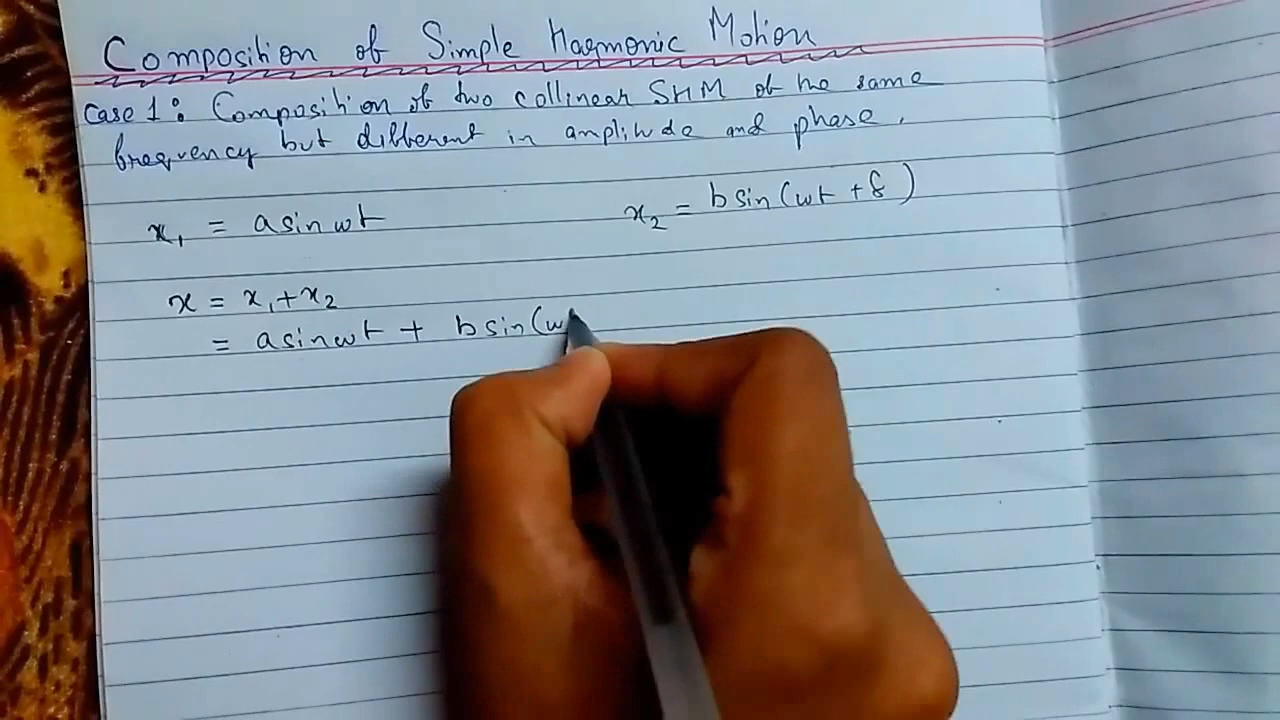 Composition of Simple Harmonic Motion
Case 1: Composition of two collinear SHM of the same
frequency but different in amplitude and phase.
x₁ = a sin ωt x₂ = b sin(ωt + δ)
x = x₁ + x₂
= a sin ωt + b sin(ω